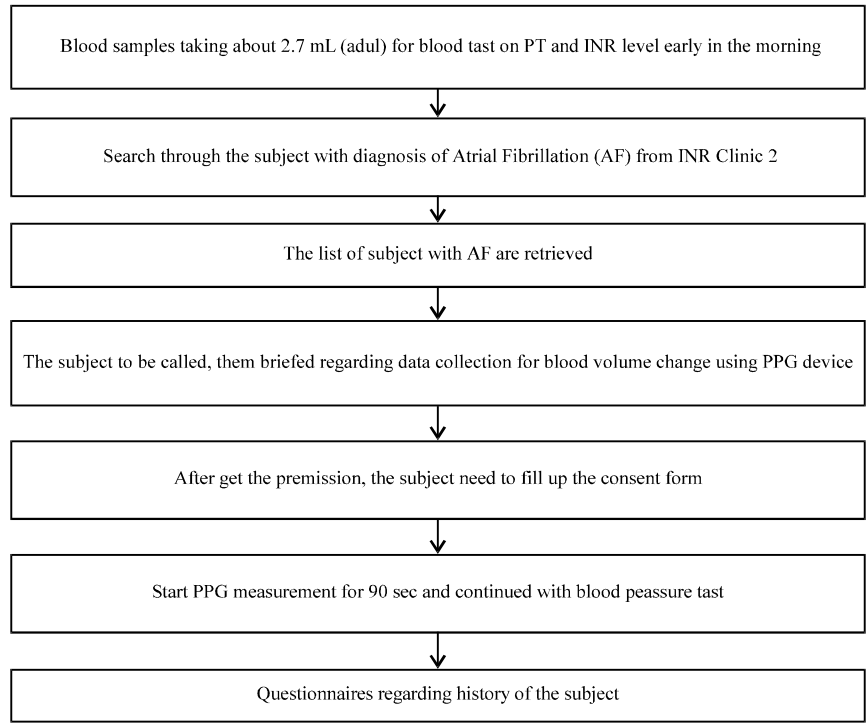 Blood samples taking about 2.7 mL (adul) for blood tast on PT and INR level early in the morning
Search through the subject with diagnosis of Atrial Fibrillation (AF) from INR Clinic 2
The list of subject with AF are retrieved
The subject to be called, them briefed regarding data collection for blood volume change using PPG device
After get the premission, the subject need to fill up the consent form
Start PPG measurement for 90 sec and continued with blood peassure tast
Questionnaires regarding history of the subject